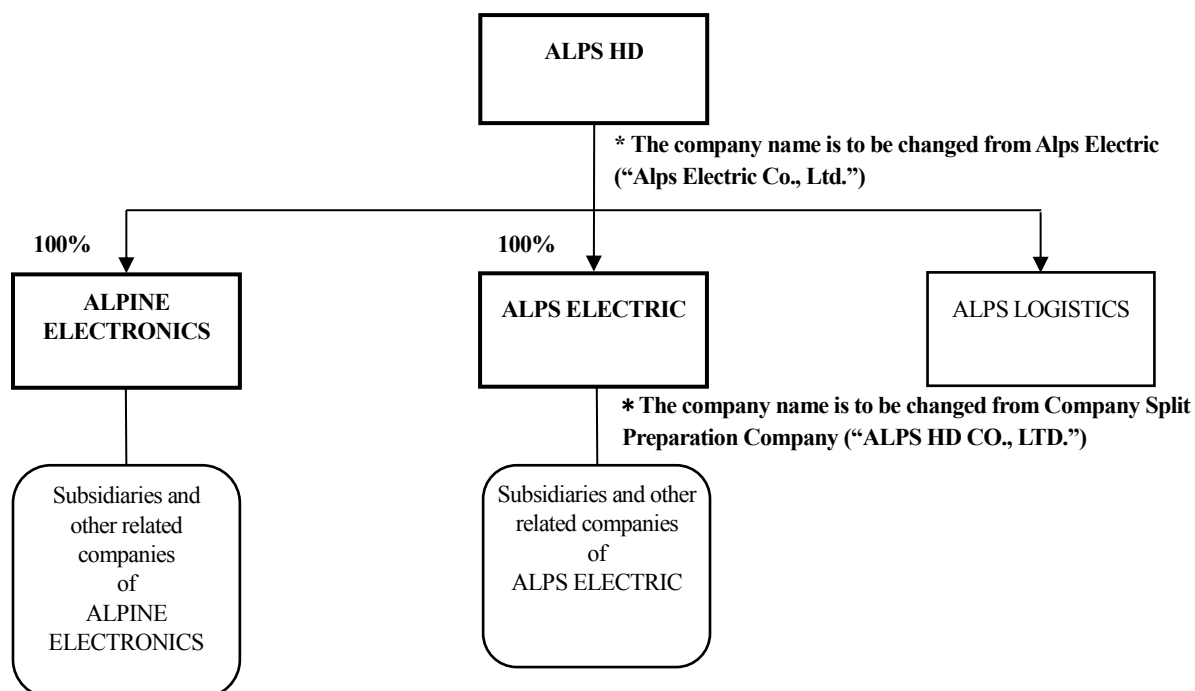 ALPS HD
* The company name is to be changed from Alps Electric
(“Alps Electric Co., Ltd.”)
100%
100%
ALPINE
ELECTRONICS
ALPS ELECTRIC
ALPS LOGISTICS
* The company name is to be changed from Company Split
Preparation Company (“ALPS HD CO., LTD.”)
Subsidiaries and
other related
companies
of
ALPINE
ELECTRONICS
Subsidiaries and other
related companies
of
ALPS ELECTRIC